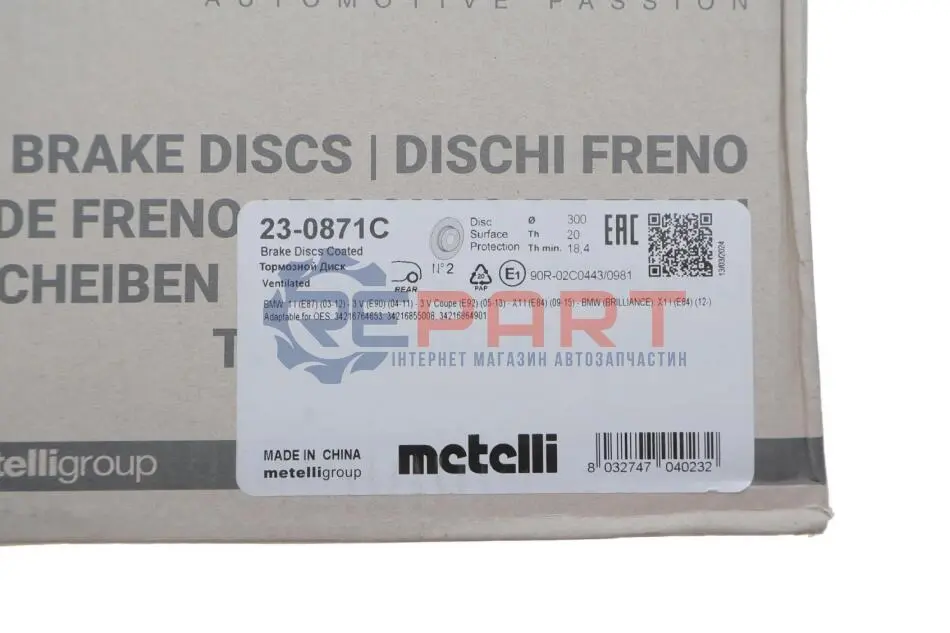 AUTOMOTIVE PASSION
BRAKE DISCS | DISCHI FRENO
DE FRENO
SCHEIBEN
23-0871C
Brake Discs Coated
Тормозной Диск
Ventilated
REAR
N°2
Disc Ø 300
Surface Th 20
Protection Th min. 18,4
EAC
13/03/2024
20
PAP
E1 90R-02C0443/0981
BMW: 1 I (E87) (03-12) - 3 V (E90) (04-11) - 3 V Coupe (E92) (05-13) - X1 I (E84) (09-15) - BMW (BRILLIANCE): X1 I (E84) (12-)
Adaptable for OES: 34216764653; 34216855008; 34216864901
REPART
ІНТЕРНЕТ МАГАЗИН АВТОЗАПЧАСТИН
MADE IN CHINA
metelligroup
metelli
8 032747 040232
telligroup